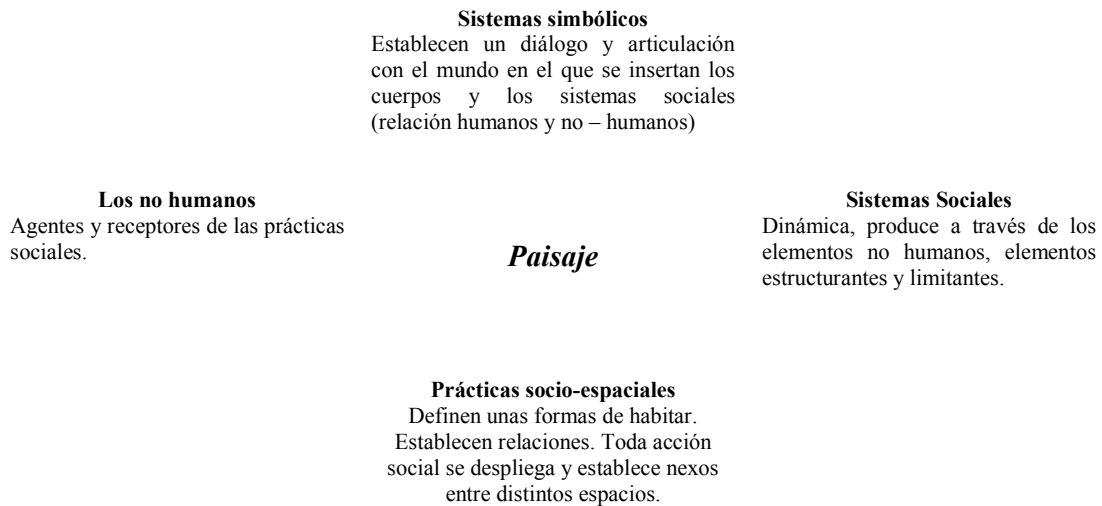 Sistemas simbólicos
Establecen un diálogo y articulación
con el mundo en el que se insertan los
cuerpos y los sistemas sociales
(relación humanos y no – humanos)
Los no humanos
Agentes y receptores de las prácticas
sociales.
Paisaje
Sistemas Sociales
Dinámica, produce a través de los
elementos no humanos, elementos
estructurantes y limitantes.
Prácticas socio-espaciales
Definen unas formas de habitar.
Establecen relaciones. Toda acción
social se despliega y establece nexos
entre distintos espacios.